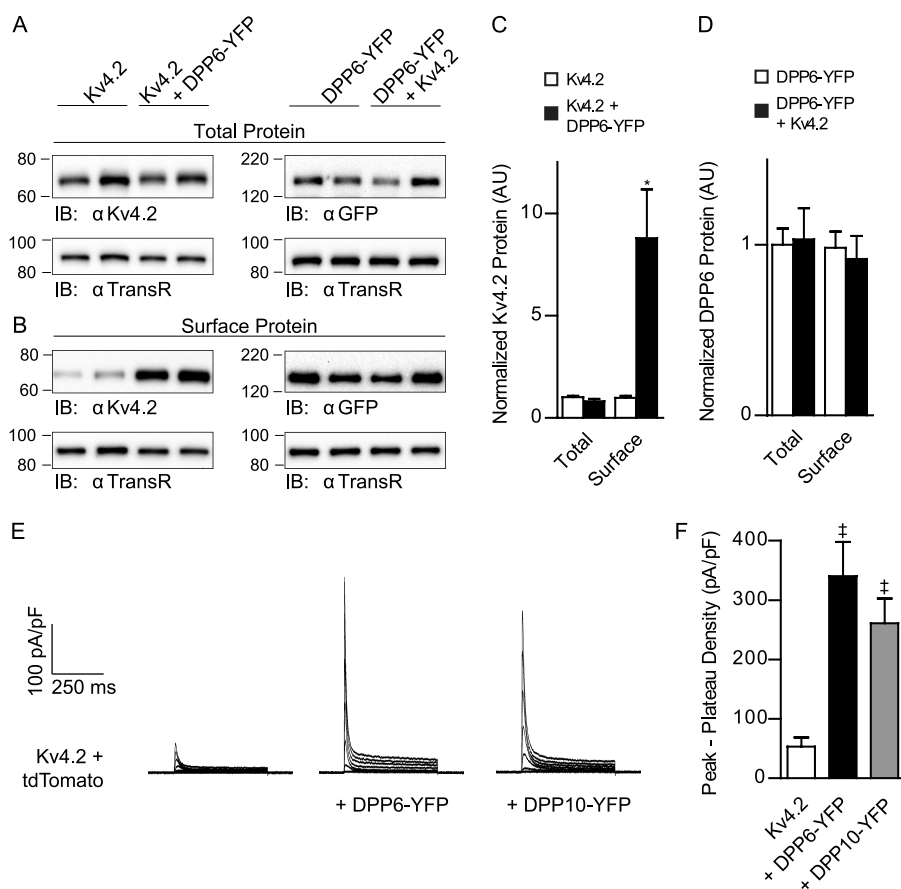 A
Kv4.2
Kv4.2
+ DPP6-YFP
DPP6-YFP
DPP6-YFP
+ Kv4.2
Total Protein
80
60
IB: α Kv4.2
220
120
IB: α GFP
100
80
IB: α TransR
100
80
IB: α TransR
B
Surface Protein
80
60
IB: α Kv4.2
220
120
IB: α GFP
100
80
IB: α TransR
100
80
IB: α TransR
C
Kv4.2
Kv4.2 +
DPP6-YFP
Normalized Kv4.2 Protein (AU)
10
5
0
*
Total
Surface
D
DPP6-YFP
DPP6-YFP
+ Kv4.2
Normalized DPP6 Protein (AU)
1
0
Total
Surface
E
100 pA/pF
250 ms
Kv4.2 +
tdTomato
+ DPP6-YFP
+ DPP10-YFP
F
Peak - Plateau Density (pA/pF)
400
300
200
100
0
‡
‡
Kv4.2
+ DPP6-YFP
+ DPP10-YFP